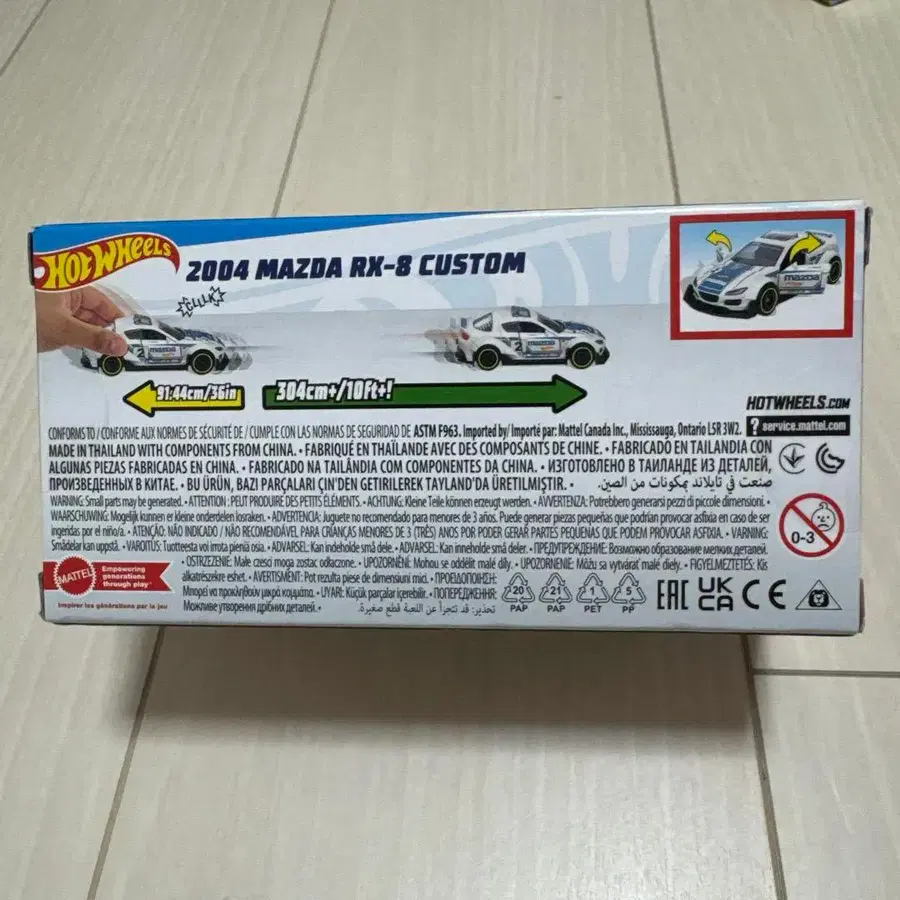 HOT WHEELS
2004 MAZDA RX-8 CUSTOM
CLLLK
91.44cm/36in
304cm+/10Ft+!
mazda
2
mazda
2
mazda
HOTWHEELS.COM
? service.mattel.com
CONFORMS TO / CONFORME AUX NORMES DE SÉCURITÉ DE / CUMPLE CON LAS NORMAS DE SEGURIDAD DE ASTM F963. Imported by/ Importé par: Mattel Canada Inc., Mississauga, Ontario L5R 3W2.
MADE IN THAILAND WITH COMPONENTS FROM CHINA. • FABRIQUÉ EN THAÏLANDE AVEC DES COMPOSANTS DE CHINE. • FABRICADO EN TAILANDIA CON
ALGUNAS PIEZAS FABRICADAS EN CHINA. • FABRICADO NA TAILÂNDIA COM COMPONENTES DA CHINA. • ИЗГОТОВЛЕНО В ТАИЛАНДЕ ИЗ ДЕТАЛЕЙ,
ПРОИЗВЕДЕННЫХ В КИТАЕ. • BU ÜRÜN, BAZI PARÇALARI ÇİN'DEN GETIRILEREK TAYLAND'DA ÜRETILMIŞTIR. • صنعت في تايلاند بمكونات من الصين.
WARNING: Small parts may be generated. • ATTENTION : PEUT PRODUIRE DES PETITS ÉLÉMENTS. • ACHTUNG: Kleine Teile können erzeugt werden. • AVVERTENZA: Potrebbero generarsi pezzi di piccole dimensioni. •
WAARSCHUWING: Mogelijk kunnen er kleine onderdelen losraken. • ADVERTENCIA: Juguete no recomendado para menores de 3 años. Puede generar piezas pequeñas que podrían provocar asfixia en caso de ser
ingeridas por el niño/a. • ATENÇÃO: NÃO INDICADO / NÃO RECOMENDÁVEL PARA CRIANÇAS MENORES DE 3 (TRÊS) ANOS POR PODER GERAR PARTES PEQUENAS QUE PODEM PROVOCAR ASFIXIA. • VARNING:
Smådelar kan uppstå. • VAROITUS: Tuotteesta voi irrota pieniä osia. • ADVARSEL: Kan indeholde små dele. • ADVARSEL: Kan inneholde små deler. • ПРЕДУПРЕЖДЕНИЕ: Возможно образование мелких деталей.
• OSTRZEŻENIE: Małe części mogą zostać odłączone. • UPOZORNĚNÍ: Mohou se oddělit malé díly. • UPOZORNENIE: Môžu sa vytvárať malé diely. • FIGYELMEZTETÉS: Kis
alkatrészekre eshet. • AVERTISMENT: Pot rezulta piese de dimensiuni mici. • ΠΡΟΕΙΔΟΠΟΙΗΣΗ:
Μπορεί να προκληθούν μικρά κομμάτια. • UYARI: Küçük parçalar içerebilir. • ПОПЕРЕДЖЕННЯ:
Можливе утворення дрібних деталей. • تحذير: قد تتجزأ عن اللعبة قطع صغيرة.
0-3
MATTEL
Empowering
generations
through play™
Inspirer les générations par le jeu
20
PAP
21
PAP
1
PET
5
PP
EAC
UK
CA
CE